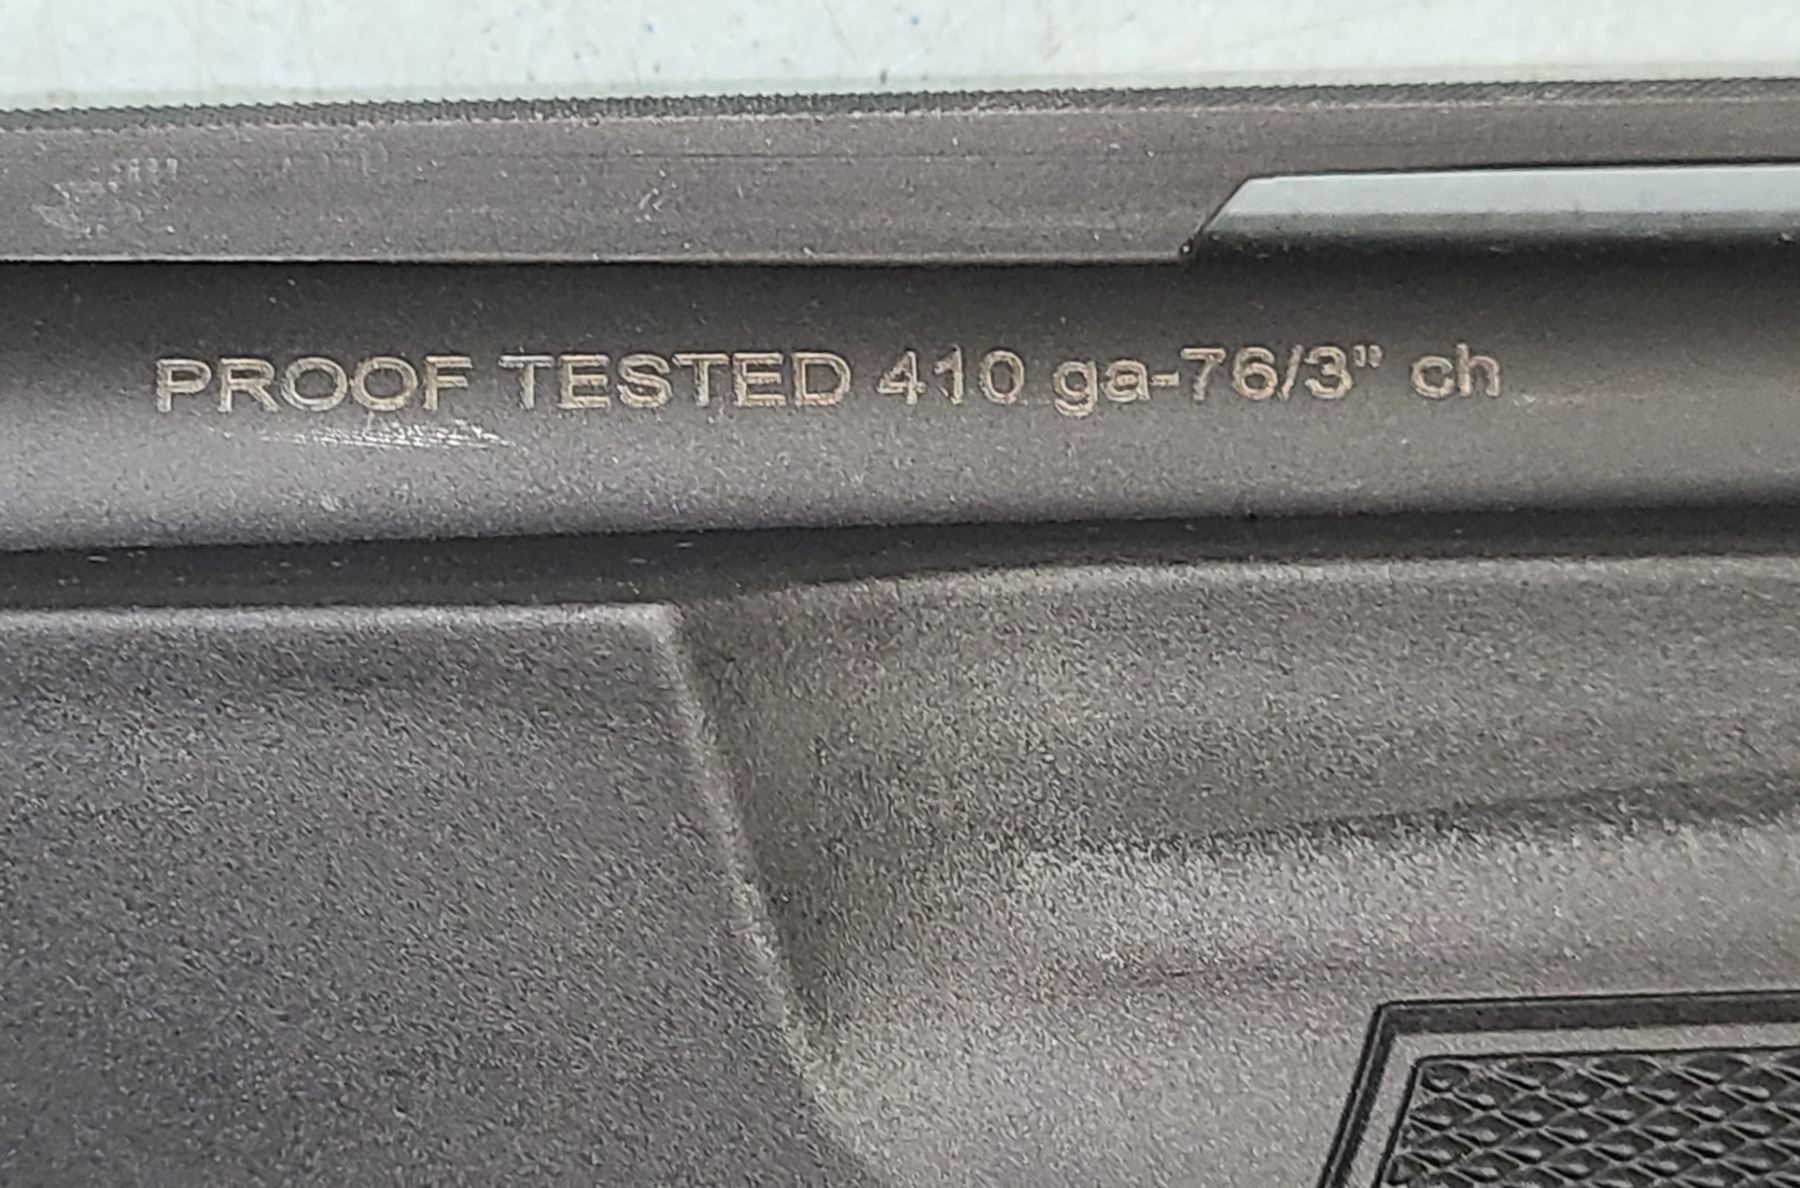 PROOF TESTED 410 ga-76/3" ch